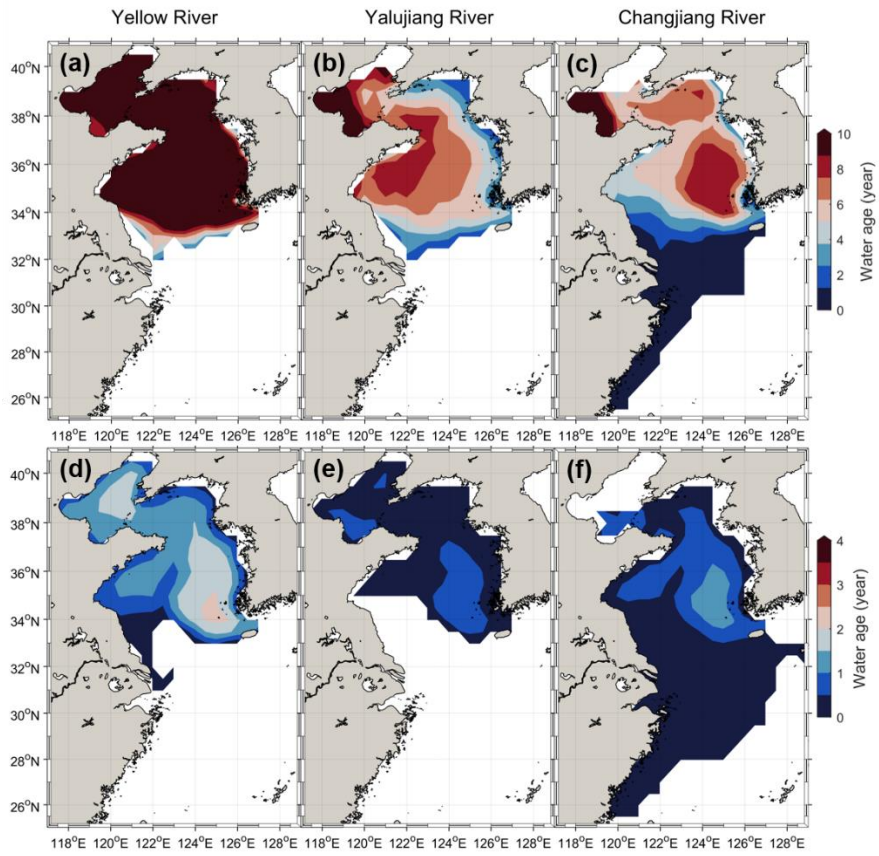 Yellow River Yalujiang River Changjiang River
(a) (b) (c)
40°N
38°N
36°N
34°N
32°N
30°N
28°N
26°N
118°E 120°E 122°E 124°E 126°E 128°E 118°E 120°E 122°E 124°E 126°E 128°E 118°E 120°E 122°E 124°E 126°E 128°E
10
8
6
4
2
0
Water age (year)
(d) (e) (f)
40°N
38°N
36°N
34°N
32°N
30°N
28°N
26°N
118°E 120°E 122°E 124°E 126°E 128°E 118°E 120°E 122°E 124°E 126°E 128°E 118°E 120°E 122°E 124°E 126°E 128°E
4
3
2
1
0
Water age (year)